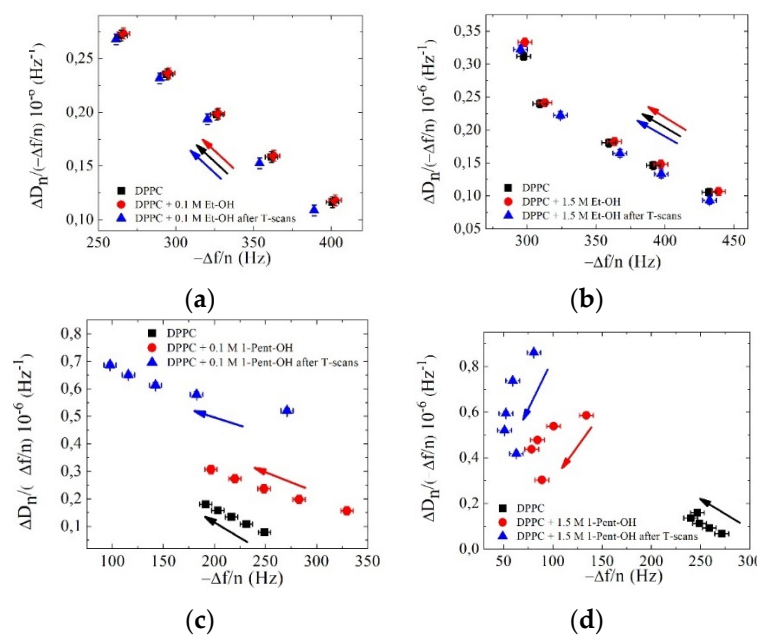 (a)
ΔDₙ/(−Δf/n) 10⁻⁶ (Hz⁻¹)
0,25
0,20
0,15
0,10
DPPC
DPPC + 0.1 M Et-OH
DPPC + 0.1 M Et-OH after T-scans
250 300 350 400
−Δf/n (Hz)
(b)
ΔDₙ/(−Δf/n) 10⁻⁶ (Hz⁻¹)
0,35
0,30
0,25
0,20
0,15
0,10
0,05
DPPC
DPPC + 1.5 M Et-OH
DPPC + 1.5 M Et-OH after T-scans
300 350 400 450
−Δf/n (Hz)
(c)
ΔDₙ/( Δf/n) 10⁻⁶ (Hz⁻¹)
0,8
0,7
0,6
0,5
0,4
0,3
0,2
0,1
DPPC
DPPC + 0.1 M 1-Pent-OH
DPPC + 0.1 M 1-Pent-OH after T-scans
100 150 200 250 300 350
−Δf/n (Hz)
(d)
ΔDₙ/( Δf/n) 10⁻⁶ (Hz⁻¹)
0,8
0,6
0,4
0,2
0,0
DPPC
DPPC + 1.5 M 1-Pent-OH
DPPC + 1.5 M 1-Pent-OH after T-scans
50 100 150 200 250 300
−Δf/n (Hz)